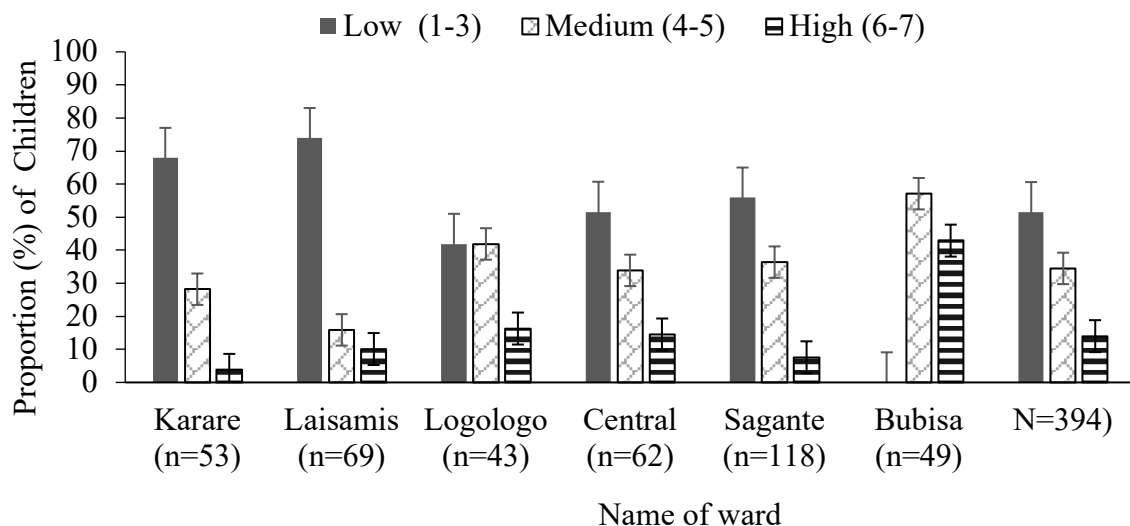 Low (1-3) Medium (4-5) High (6-7)
Proportion (%) of Children
100
90
80
70
60
50
40
30
20
10
0
Karare Laisamis Logologo Central Sagante Bubisa N=394)
(n=53) (n=69) (n=43) (n=62) (n=118) (n=49)
Name of ward